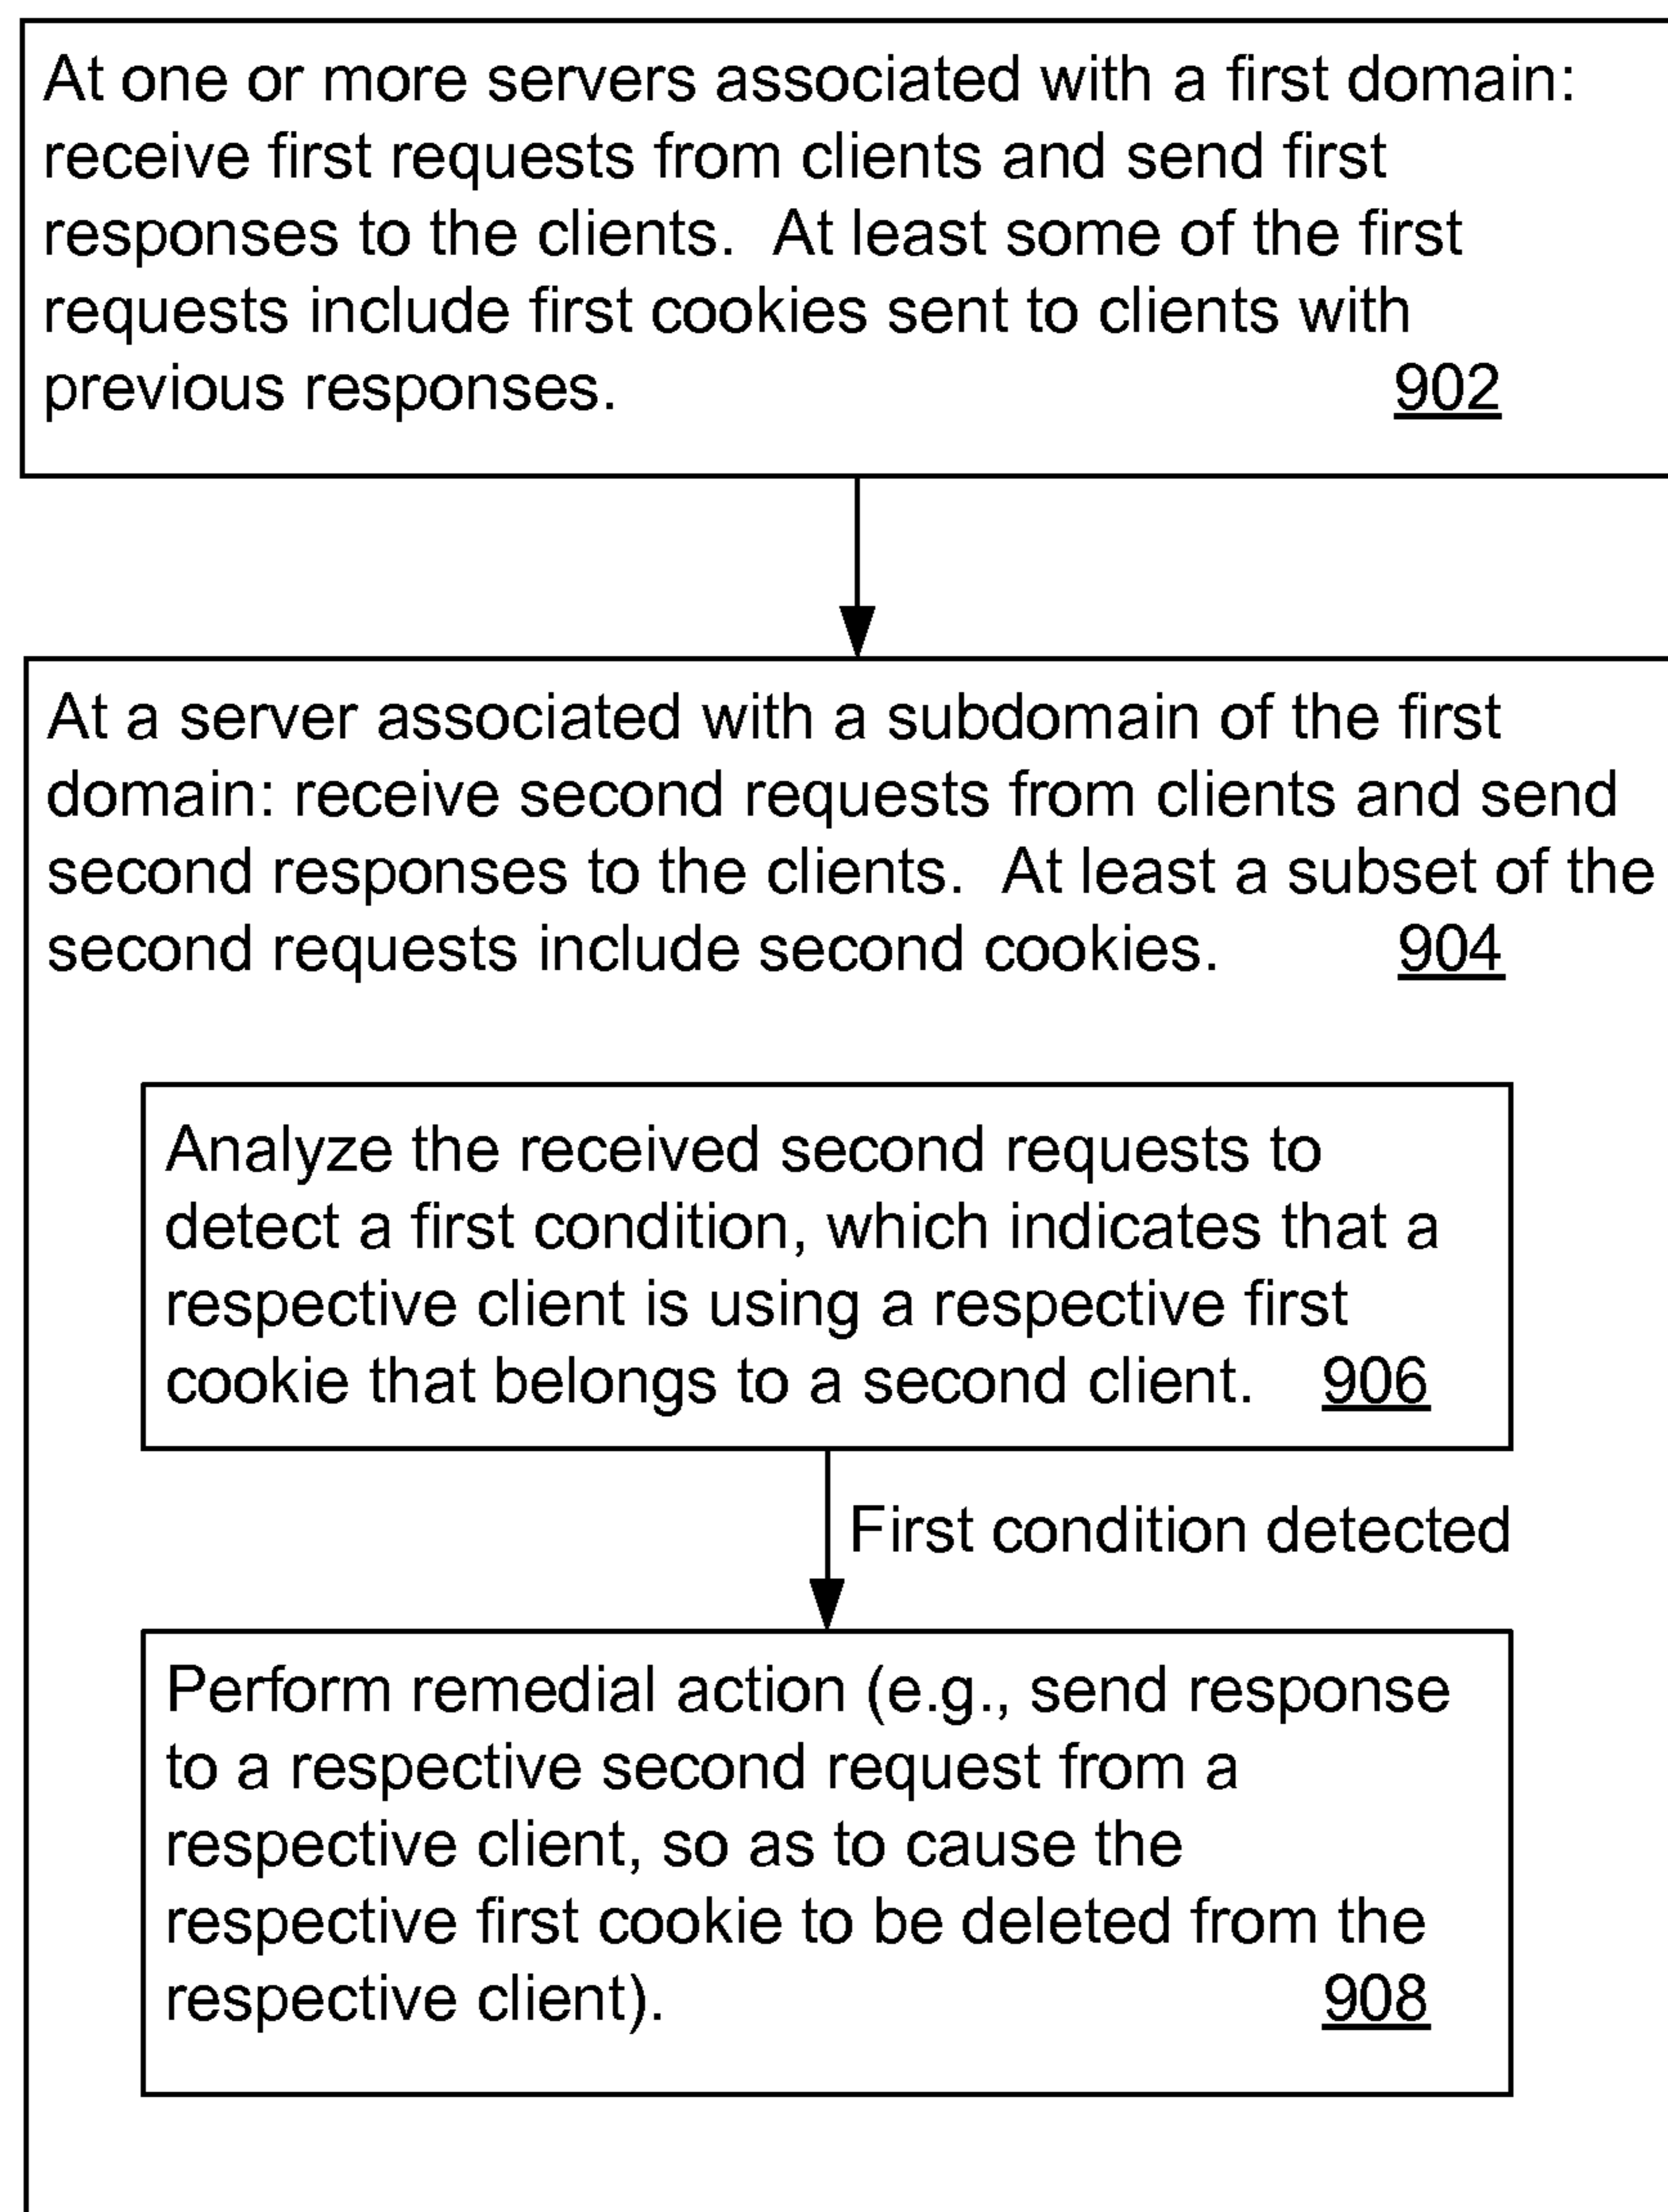 At one or more servers associated with a first domain:
receive first requests from clients and send first
responses to the clients. At least some of the first
requests include first cookies sent to clients with
previous responses. 902
At a server associated with a subdomain of the first
domain: receive second requests from clients and send
second responses to the clients. At least a subset of the
second requests include second cookies. 904
Analyze the received second requests to
detect a first condition, which indicates that a
respective client is using a respective first
cookie that belongs to a second client. 906
First condition detected
Perform remedial action (e.g., send response
to a respective second request from a
respective client, so as to cause the
respective first cookie to be deleted from the
respective client). 908